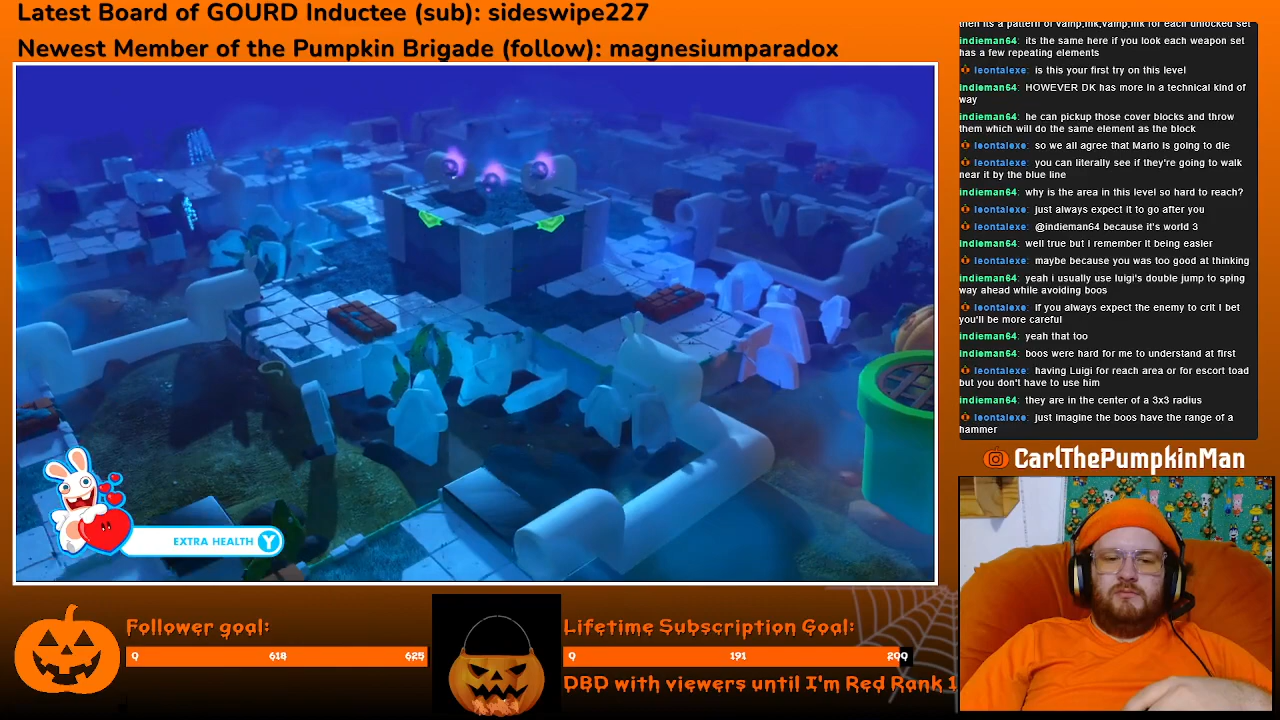 Latest Board of GOURD Inductee (sub): sideswipe227
Newest Member of the Pumpkin Brigade (follow): magnesiumparadox
then its a pattern of vamp,ink,vamp,ink for each unlocked set
indieman64: its the same here if you look each weapon set
has a few repeating elements
leontalexe: is this your first try on this level
indieman64: HOWEVER DK has more in a technical kind of
way
indieman64: he can pickup those cover blocks and throw
them which will do the same element as the block
leontalexe: so we all agree that Mario is going to die
leontalexe: you can literally see if they're going to walk
near it by the blue line
indieman64: why is the area in this level so hard to reach?
leontalexe: just always expect it to go after you
leontalexe: @indieman64 because it's world 3
indieman64: well true but i remember it being easier
leontalexe: maybe because you was too good at thinking
indieman64: yeah i usually use luigi's double jump to sping
way ahead while avoiding boos
leontalexe: If you always expect the enemy to crit I bet
you'll be more careful
indieman64: yeah that too
indieman64: boos were hard for me to understand at first
leontalexe: having Luigi for reach area or for escort toad
but you don't have to use him
indieman64: they are in the center of a 3x3 radius
leontalexe: just imagine the boos have the range of a
hammer
CarlThePumpkinMan
EXTRA HEALTH Y
Follower goal:
0 618 625
Lifetime Subscription Goal:
0 191 200
DBD with viewers until I'm Red Rank 1